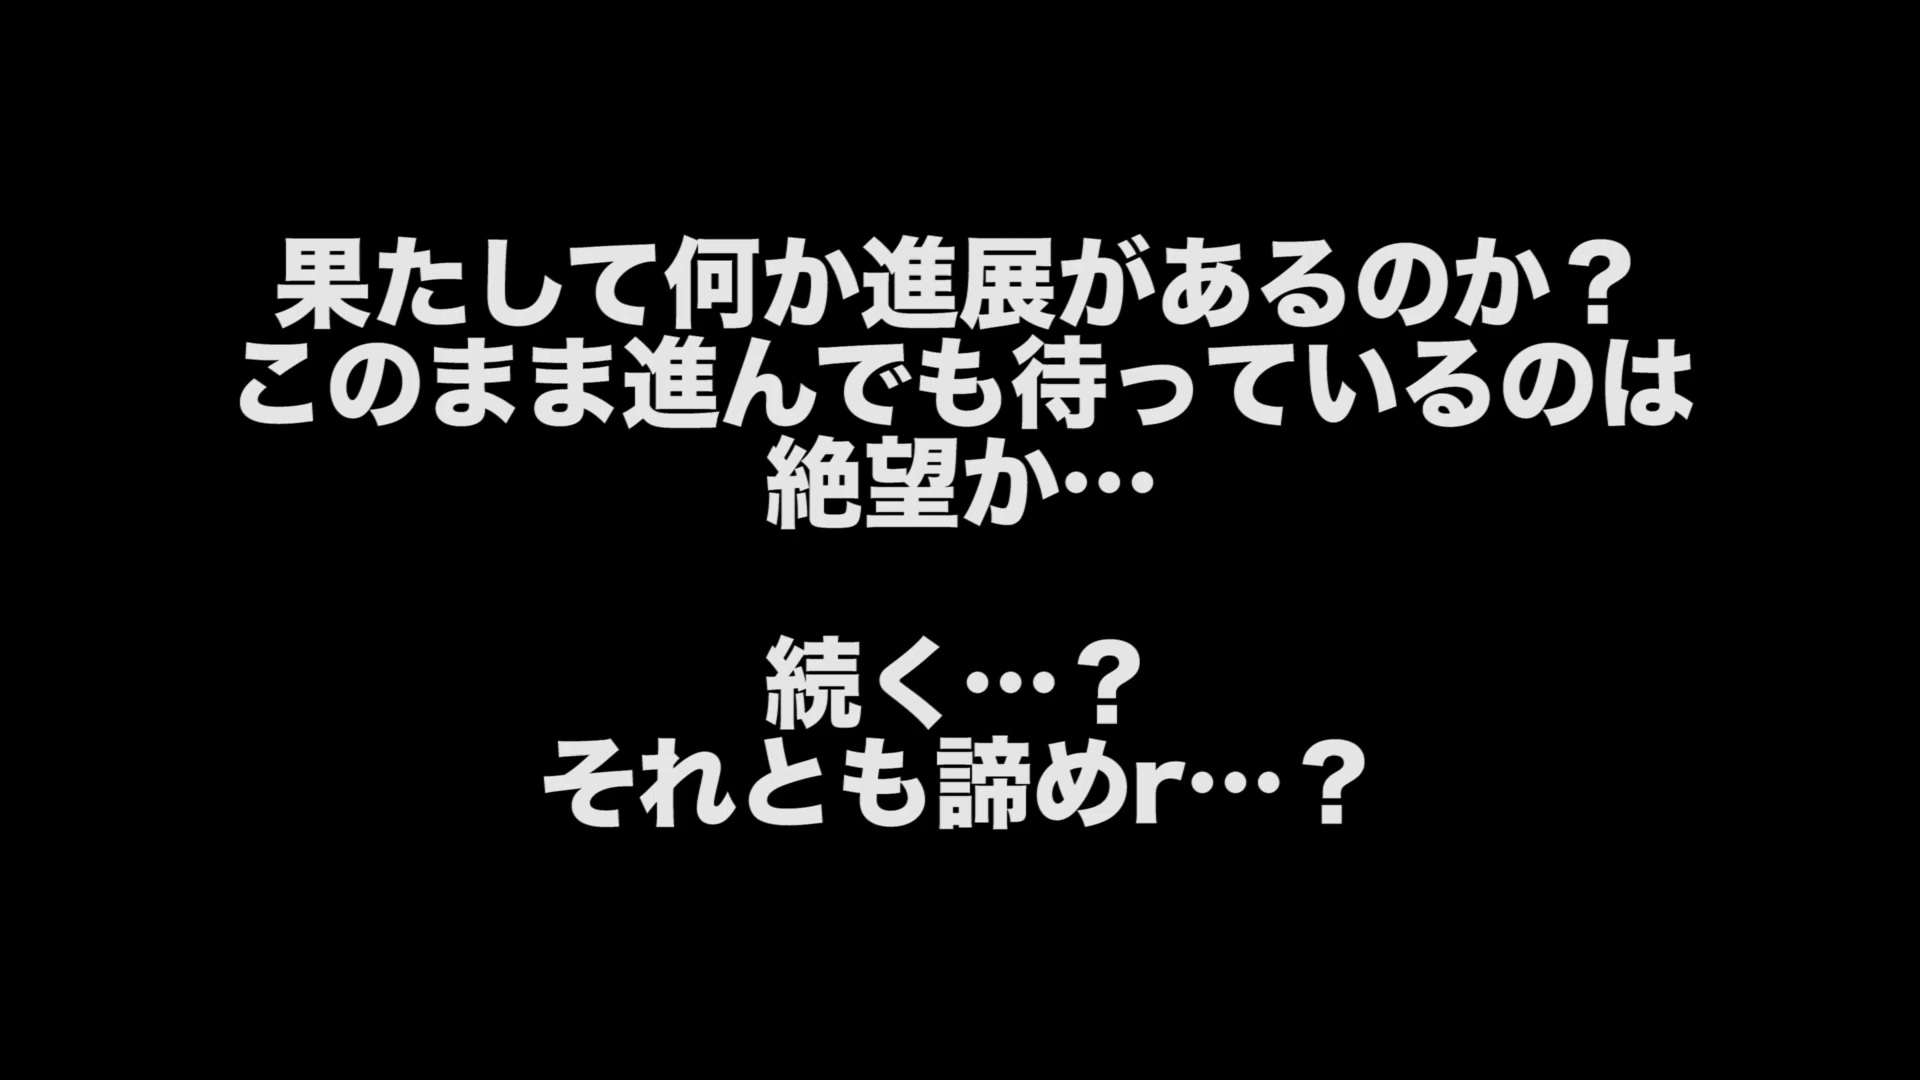 果たして何か進展があるのか？
このまま進んでも待っているのは
絶望か…
続く…？
それとも諦めr…？